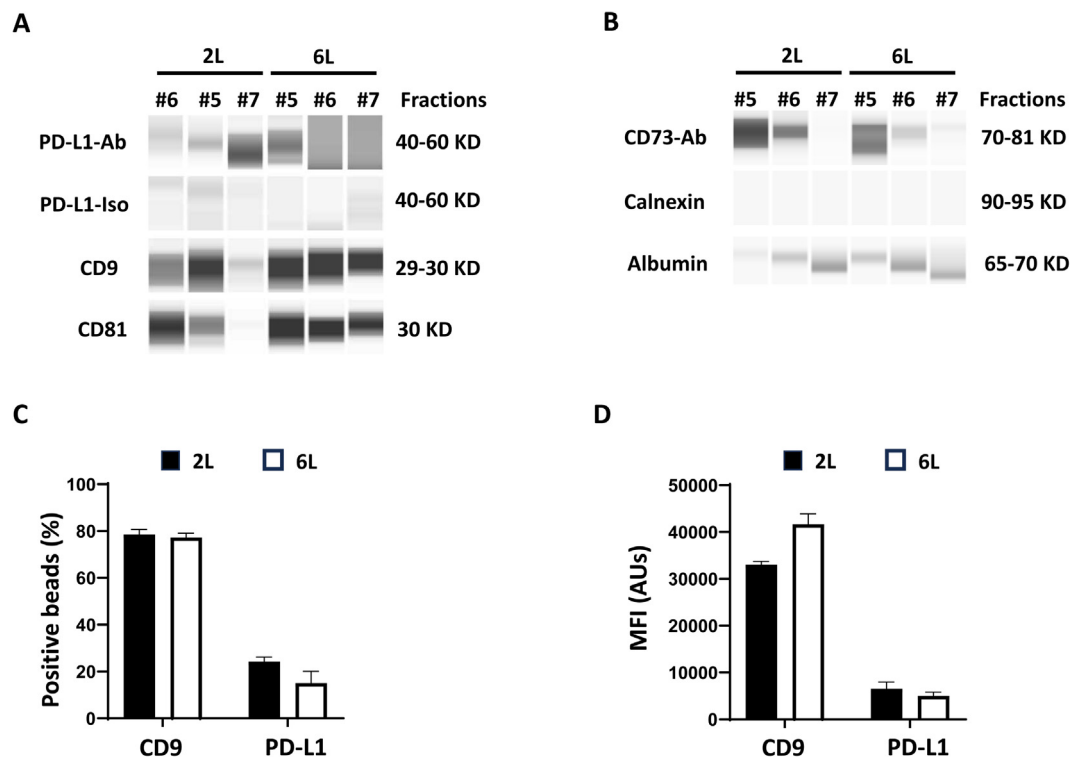 A
2L 6L
#6 #5 #7 #5 #6 #7 Fractions
PD-L1-Ab 40-60 KD
PD-L1-Iso 40-60 KD
CD9 29-30 KD
CD81 30 KD
B
2L 6L
#5 #6 #7 #5 #6 #7 Fractions
CD73-Ab 70-81 KD
Calnexin 90-95 KD
Albumin 65-70 KD
C
2L 6L
Positive beads (%)
100
80
60
40
20
0
CD9 PD-L1
D
2L 6L
MFI (AUs)
50000
40000
30000
20000
10000
0
CD9 PD-L1